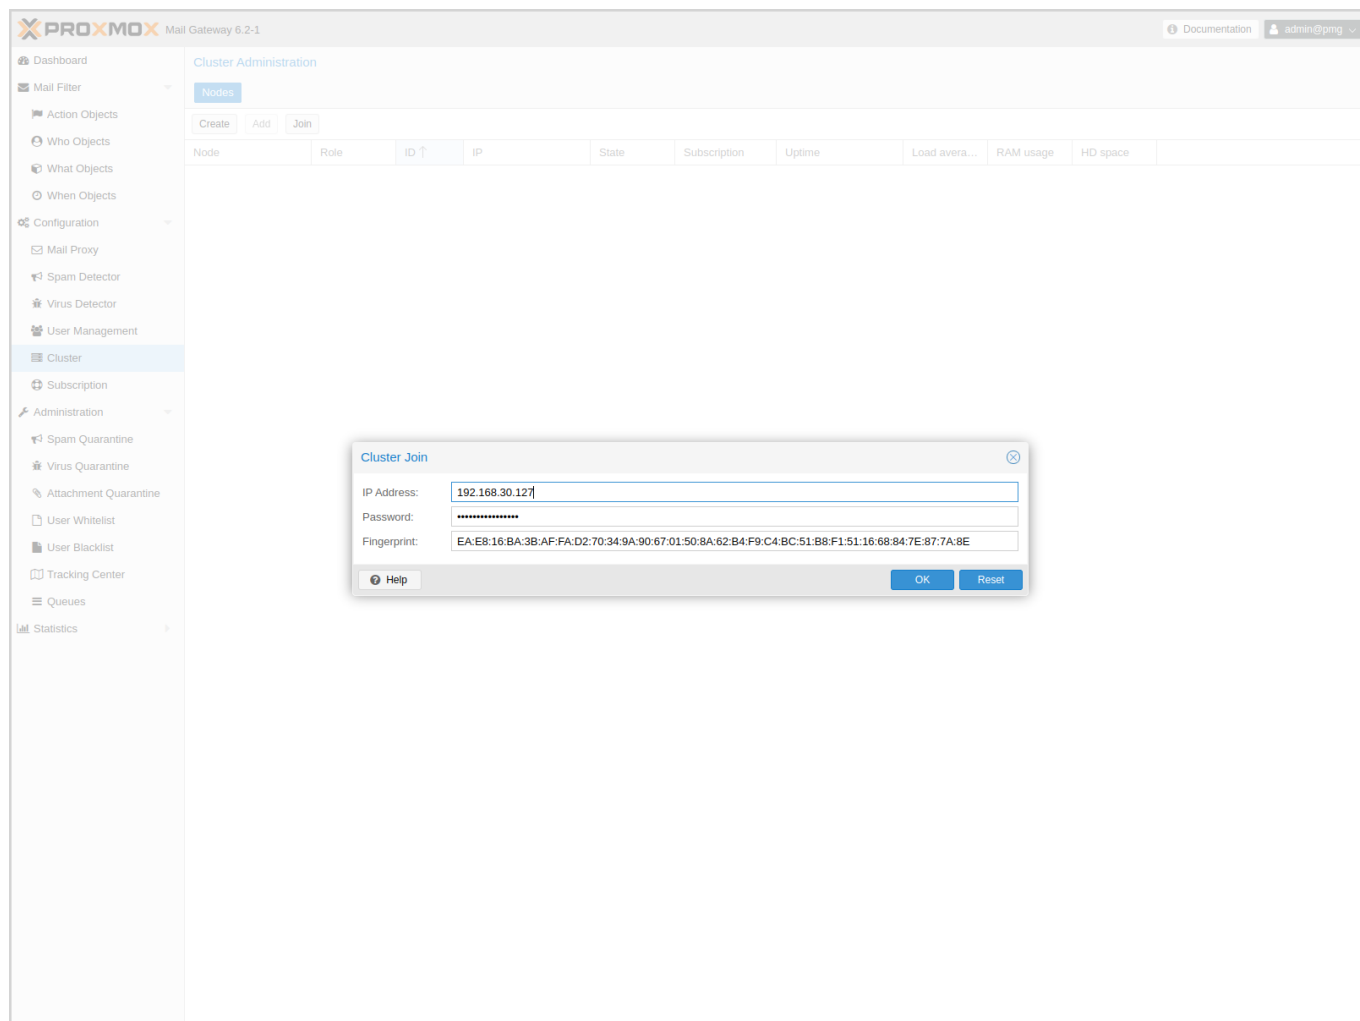 PROXMOX Mail Gateway 6.2-1
Documentation
admin@pmg
Dashboard
Mail Filter
Action Objects
Who Objects
What Objects
When Objects
Configuration
Mail Proxy
Spam Detector
Virus Detector
User Management
Cluster
Subscription
Administration
Spam Quarantine
Virus Quarantine
Attachment Quarantine
User Whitelist
User Blacklist
Tracking Center
Queues
Statistics
Cluster Administration
Nodes
Create Add Join
Node Role ID IP State Subscription Uptime Load avera... RAM usage HD space
Cluster Join
IP Address: 192.168.30.127
Password: ••••••••••••••••
Fingerprint: EA:E8:16:BA:3B:AF:FA:D2:70:34:9A:90:67:01:50:8A:62:B4:F9:C4:BC:51:B8:F1:51:16:68:84:7E:87:7A:8E
Help OK Reset